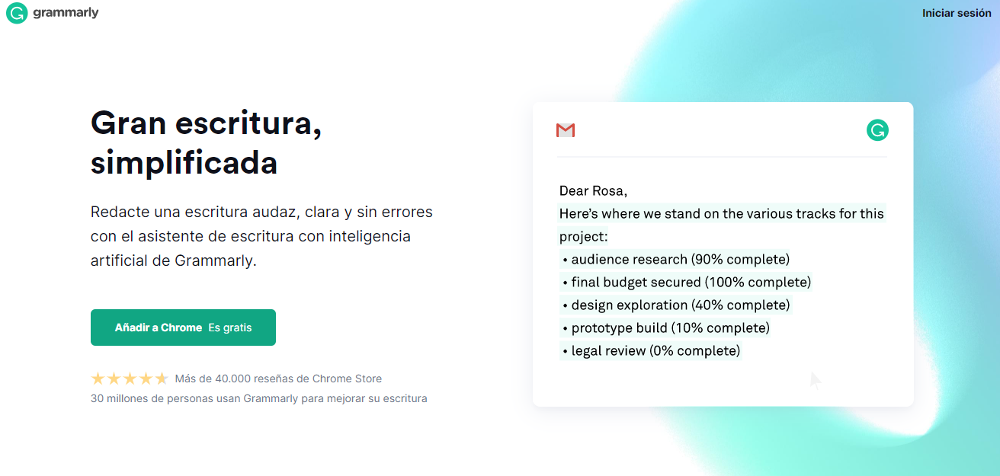 grammarly
Iniciar sesión
Gran escritura,
simplificada
Redacte una escritura audaz, clara y sin errores
con el asistente de escritura con inteligencia
artificial de Grammarly.
Añadir a Chrome Es gratis
Más de 40.000 reseñas de Chrome Store
30 millones de personas usan Grammarly para mejorar su escritura
Dear Rosa,
Here’s where we stand on the various tracks for this
project:
• audience research (90% complete)
• final budget secured (100% complete)
• design exploration (40% complete)
• prototype build (10% complete)
• legal review (0% complete)